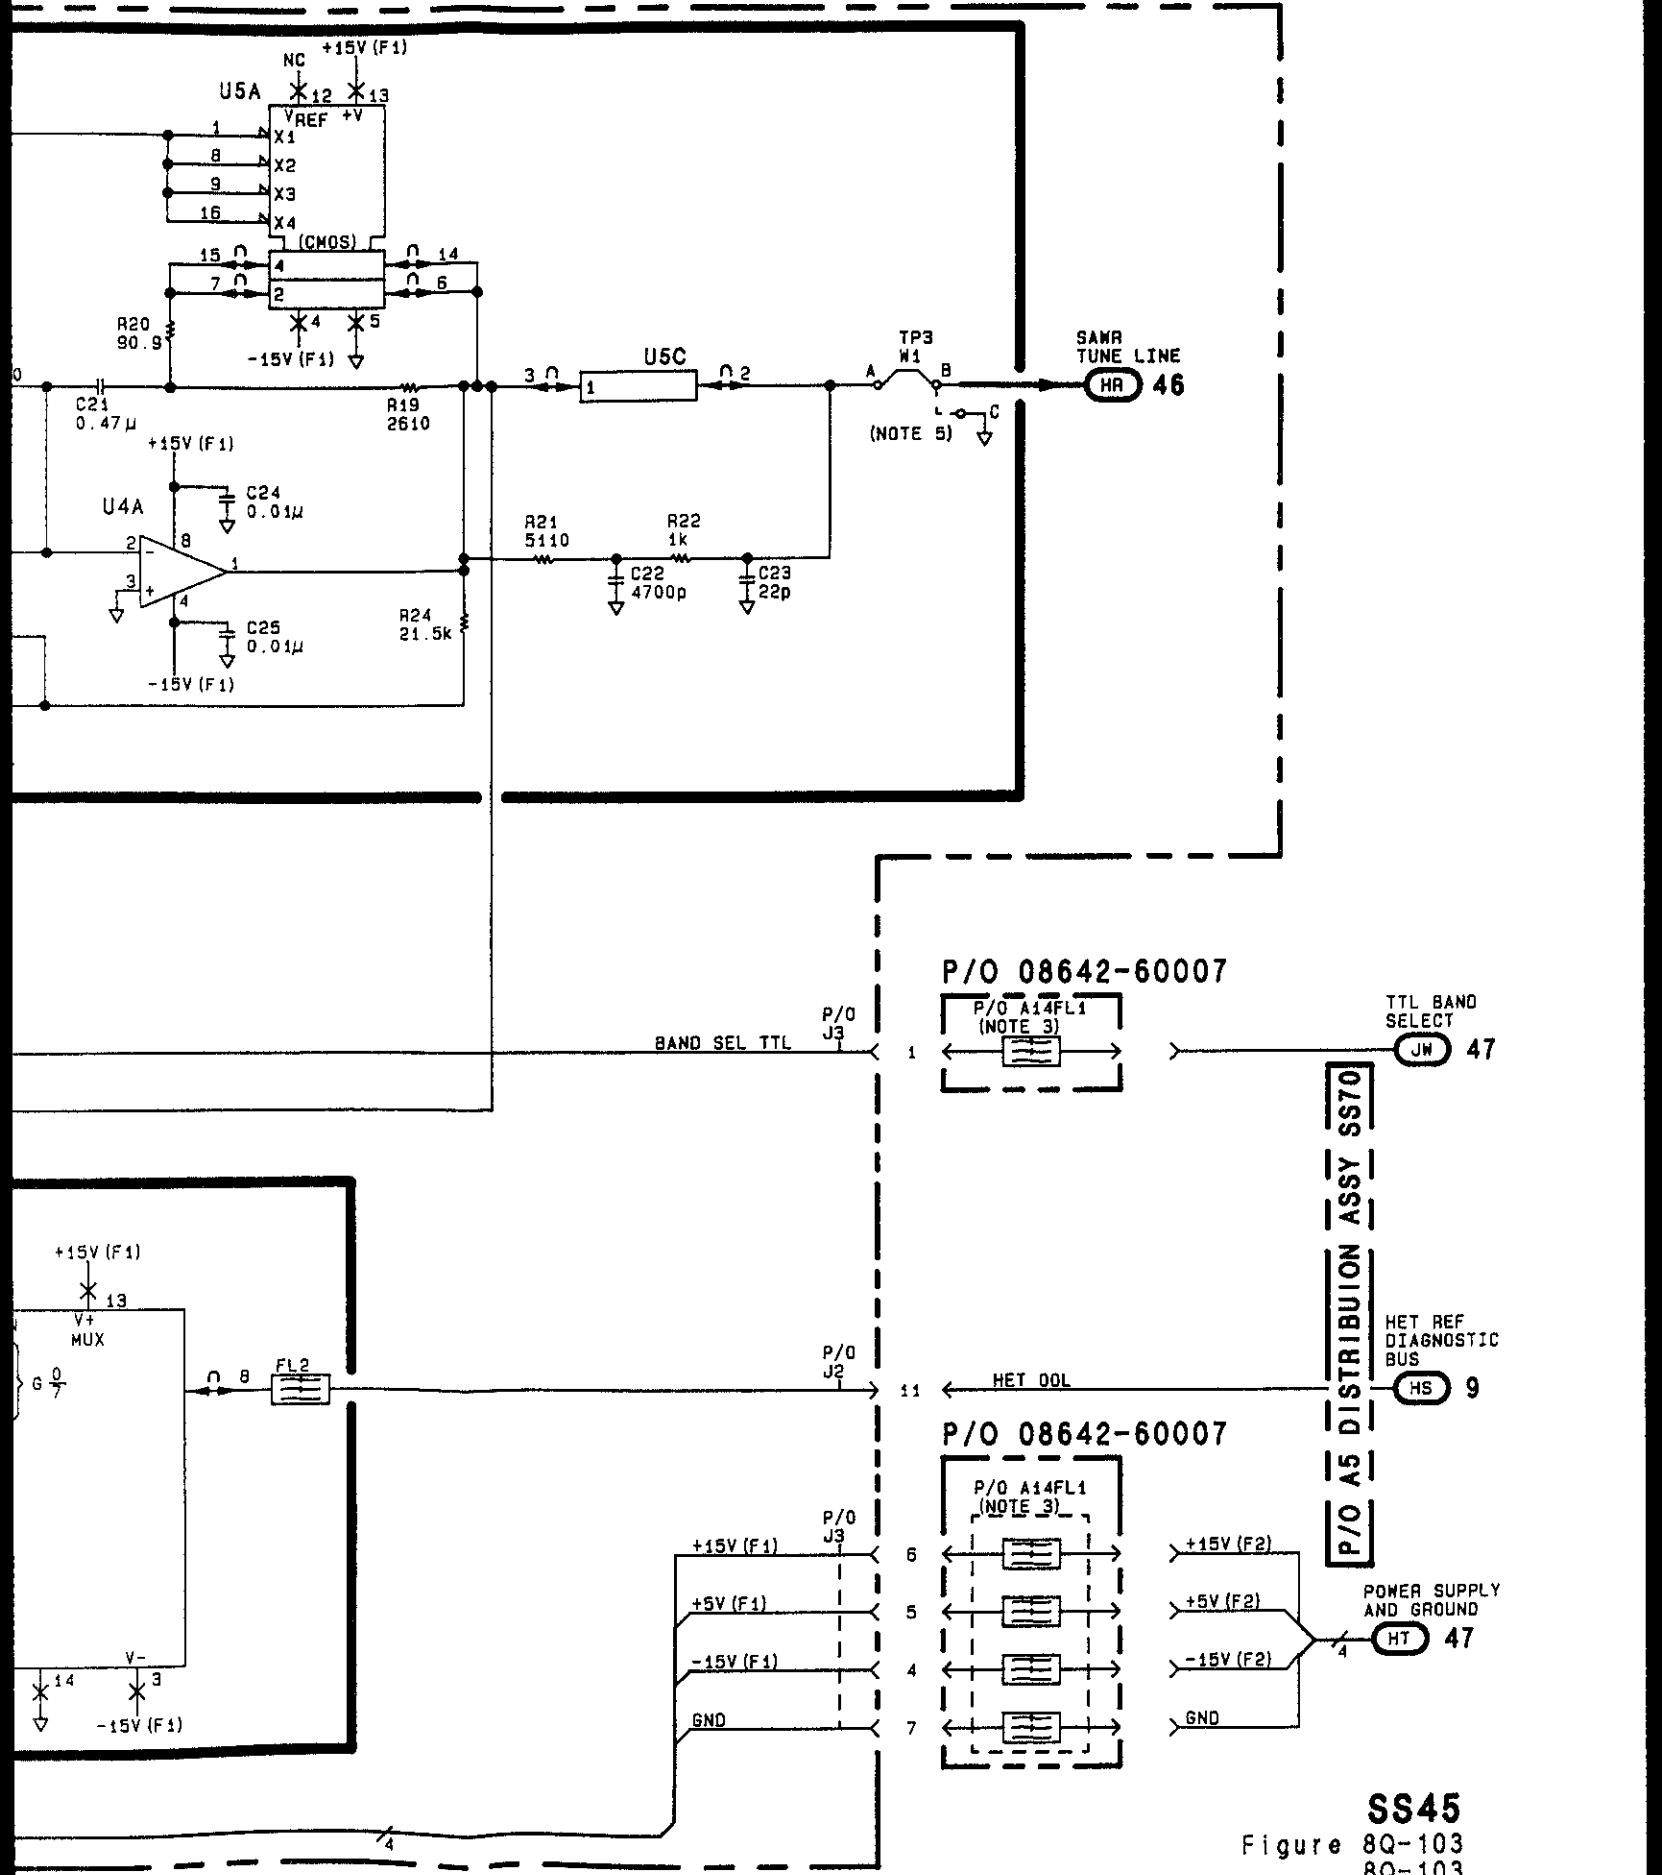 +15V(F1)
NC
U5A
12
13
VREF
+V
1
X1
8
X2
9
X3
16
X4
(CMOS)
15
4
14
7
2
6
R20
90.9
4
5
-15V(F1)
C21
0.47µ
R19
2610
3
1
U5C
2
TP3
W1
A
B
C
(NOTE 5)
SAWR
TUNE LINE
HR 46
+15V(F1)
C24
0.01µ
U4A
2
-
8
1
3
+
4
C25
0.01µ
-15V(F1)
R24
21.5k
R21
5110
R22
1k
C22
4700p
C23
22p
P/O 08642-60007
P/O A14FL1
(NOTE 3)
P/O
J3
BAND SEL TTL
1
TTL BAND
SELECT
JW 47
P/O A5 DISTRIBUION ASSY SS70
+15V(F1)
13
V+
MUX
G 0/7
8
FL2
P/O
J2
11
HET OOL
HET REF
DIAGNOSTIC
BUS
HS 9
P/O 08642-60007
P/O A14FL1
(NOTE 3)
P/O
J3
+15V(F1)
6
+15V(F2)
+5V(F1)
5
+5V(F2)
-15V(F1)
4
-15V(F2)
GND
7
GND
POWER SUPPLY
AND GROUND
4
HT 47
V-
14
3
-15V(F1)
4
SS45
Figure 8Q-103
8Q-103